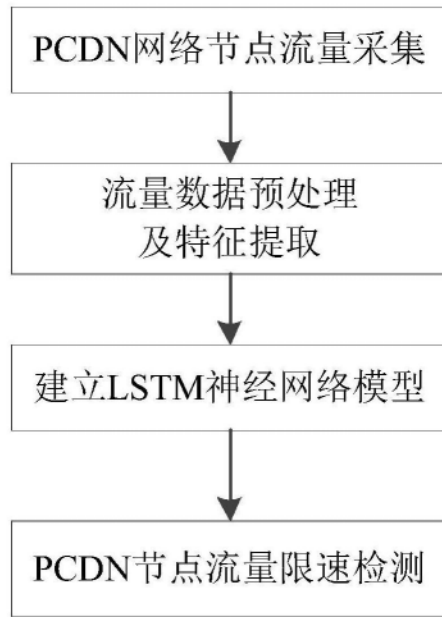 PCDN网络节点流量采集
流量数据预处理
及特征提取
建立LSTM神经网络模型
PCDN节点流量限速检测